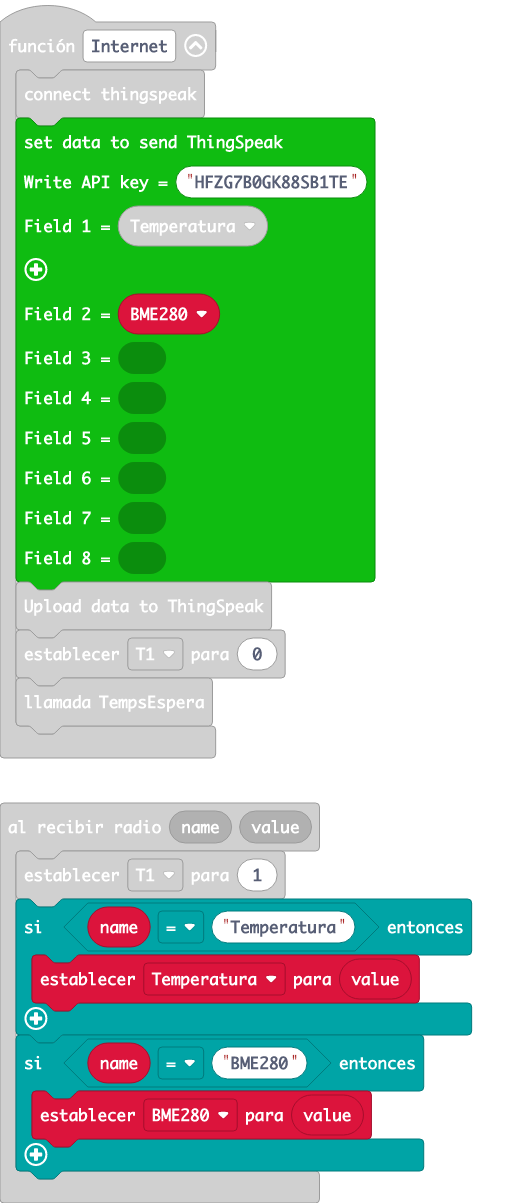 función Internet
connect thingspeak
set data to send ThingSpeak
Write API key = "HFZG7B0GK88SB1TE"
Field 1 = Temperatura
Field 2 = BME280
Field 3 =
Field 4 =
Field 5 =
Field 6 =
Field 7 =
Field 8 =
Upload data to ThingSpeak
establecer T1 para 0
llamada TempsEspera
al recibir radio name value
establecer T1 para 1
si name = "Temperatura" entonces
establecer Temperatura para value
si name = "BME280" entonces
establecer BME280 para value